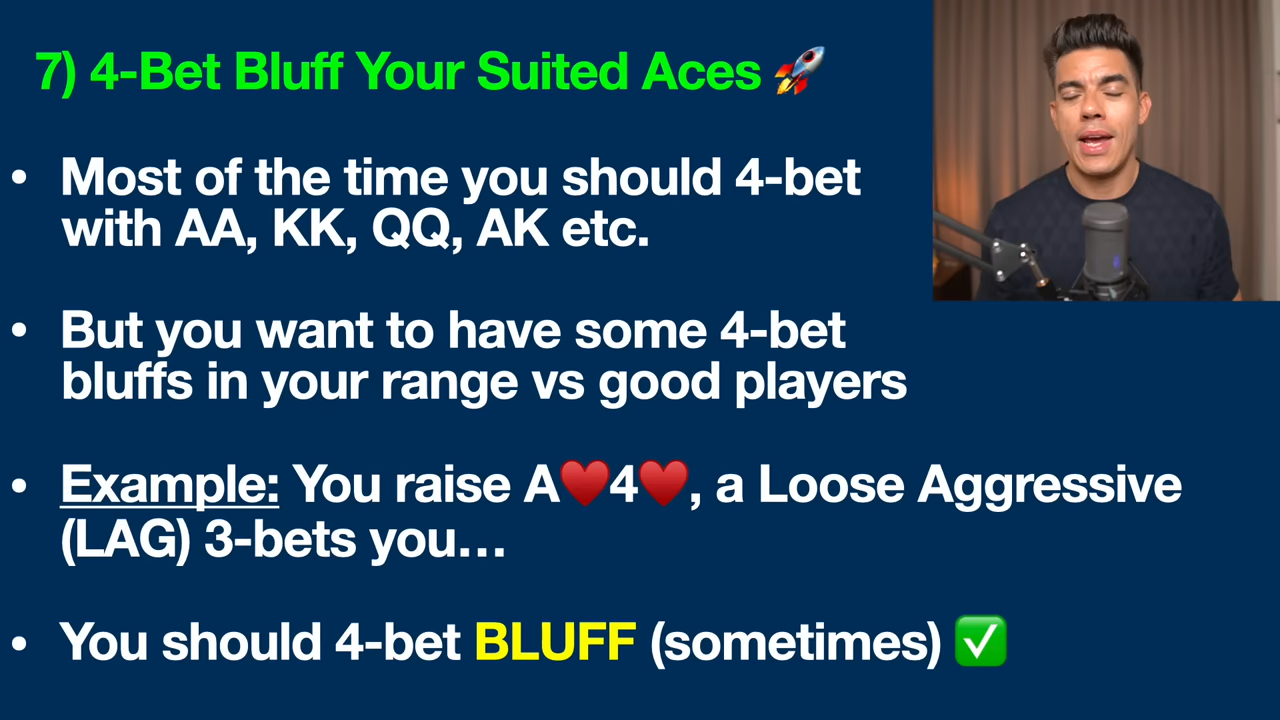 7) 4-Bet Bluff Your Suited Aces 🚀
• Most of the time you should 4-bet
with AA, KK, QQ, AK etc.
• But you want to have some 4-bet
bluffs in your range vs good players
• Example: You raise A♥️4♥️, a Loose Aggressive
(LAG) 3-bets you…
• You should 4-bet BLUFF (sometimes) ✅